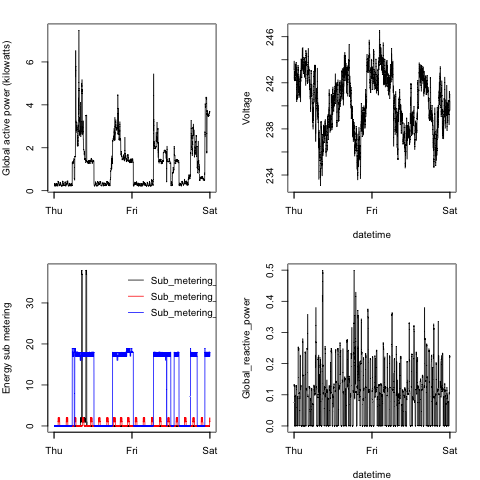 Global active power (kilowatts)
0 2 4 6
Thu Fri Sat
Voltage
234 238 242 246
Thu Fri Sat
datetime
Energy sub metering
0 10 20 30
Sub_metering_
Sub_metering_
Sub_metering_
Thu Fri Sat
Global_reactive_power
0.0 0.1 0.2 0.3 0.4 0.5
Thu Fri Sat
datetime